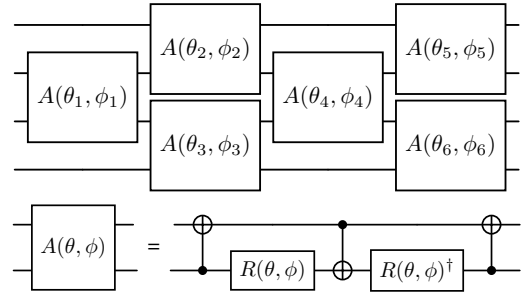 A(θ₂, ϕ₂) A(θ₅, ϕ₅)
A(θ₁, ϕ₁) A(θ₄, ϕ₄)
A(θ₃, ϕ₃) A(θ₆, ϕ₆)
A(θ, ϕ) = R(θ, ϕ) R(θ, ϕ)†